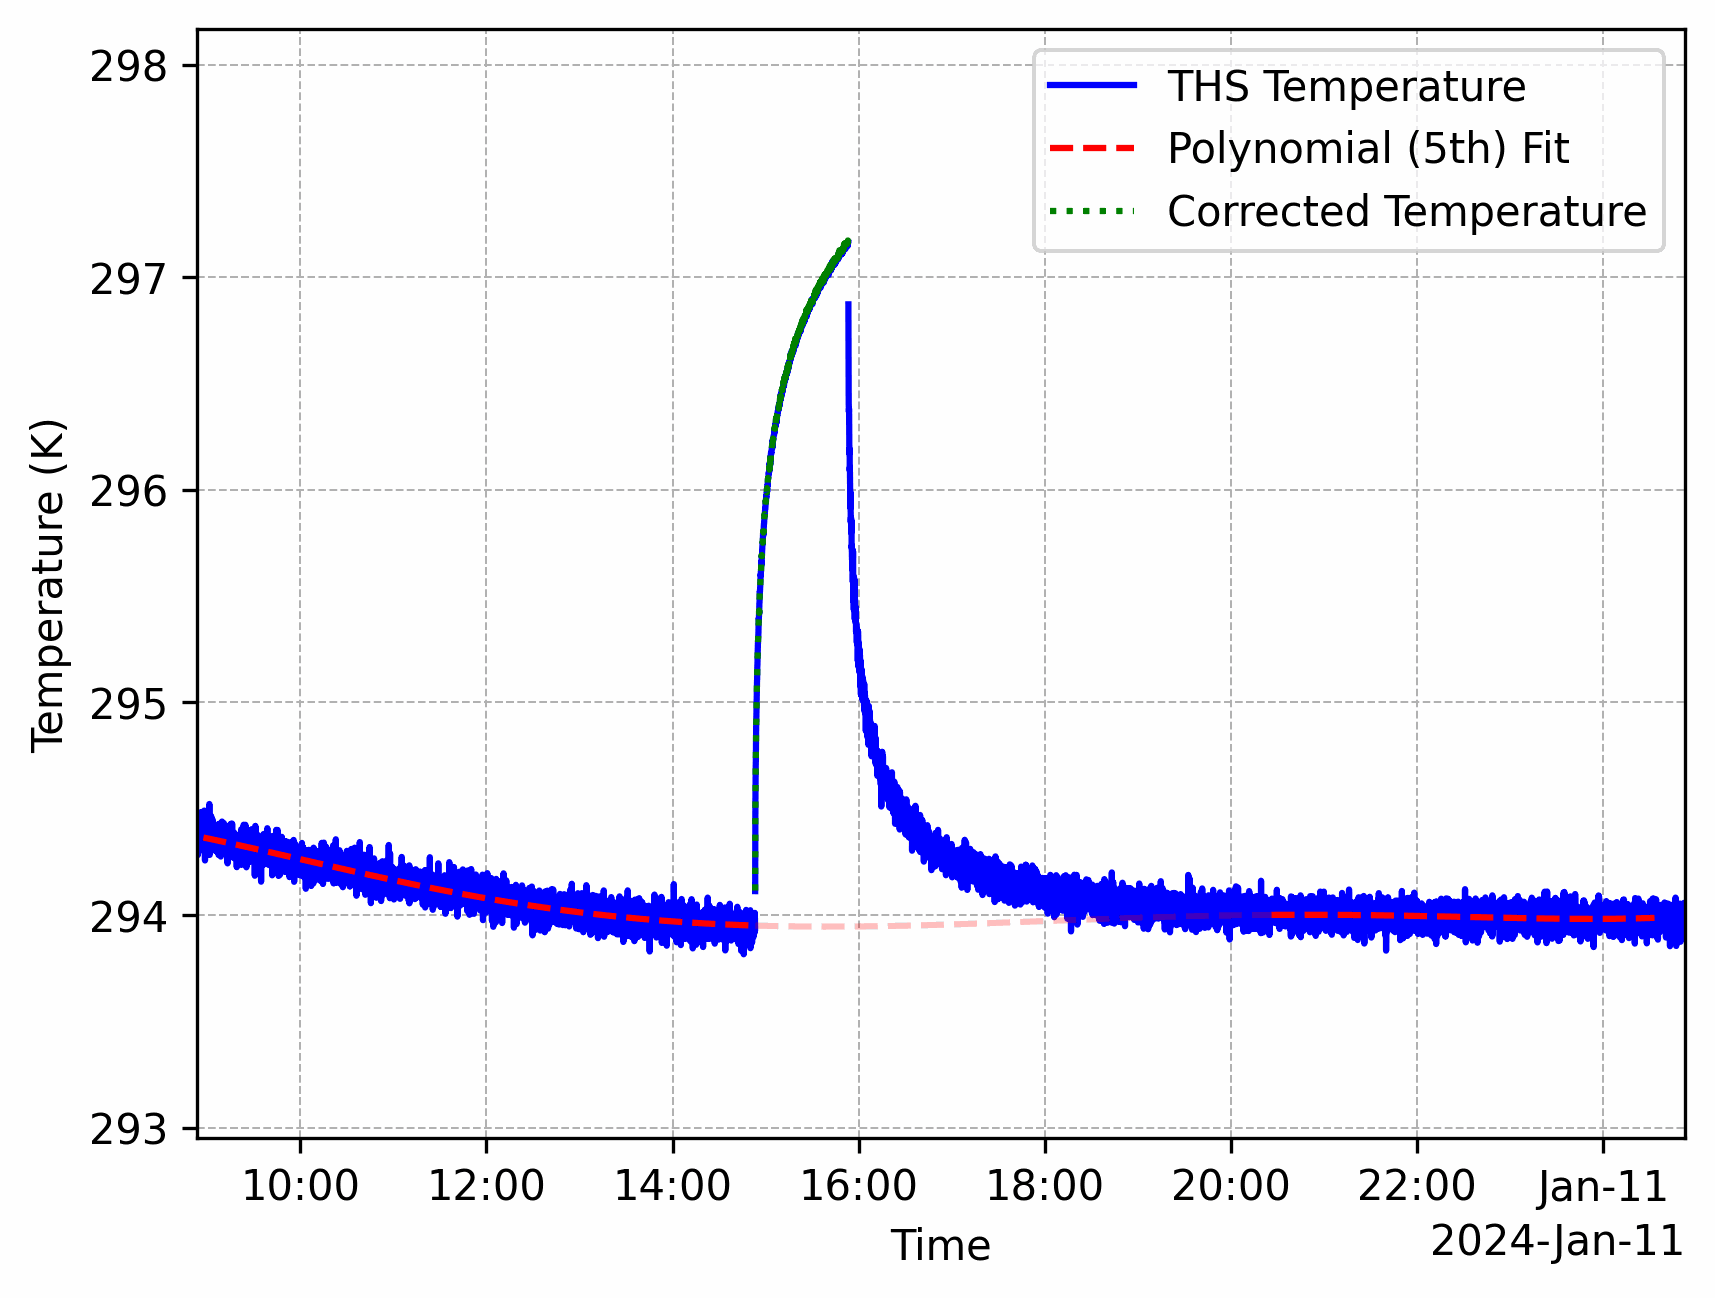 298
297
296
295
294
293
Temperature (K)
THS Temperature
Polynomial (5th) Fit
Corrected Temperature
10:00 12:00 14:00 16:00 18:00 20:00 22:00 Jan-11
Time
2024-Jan-11